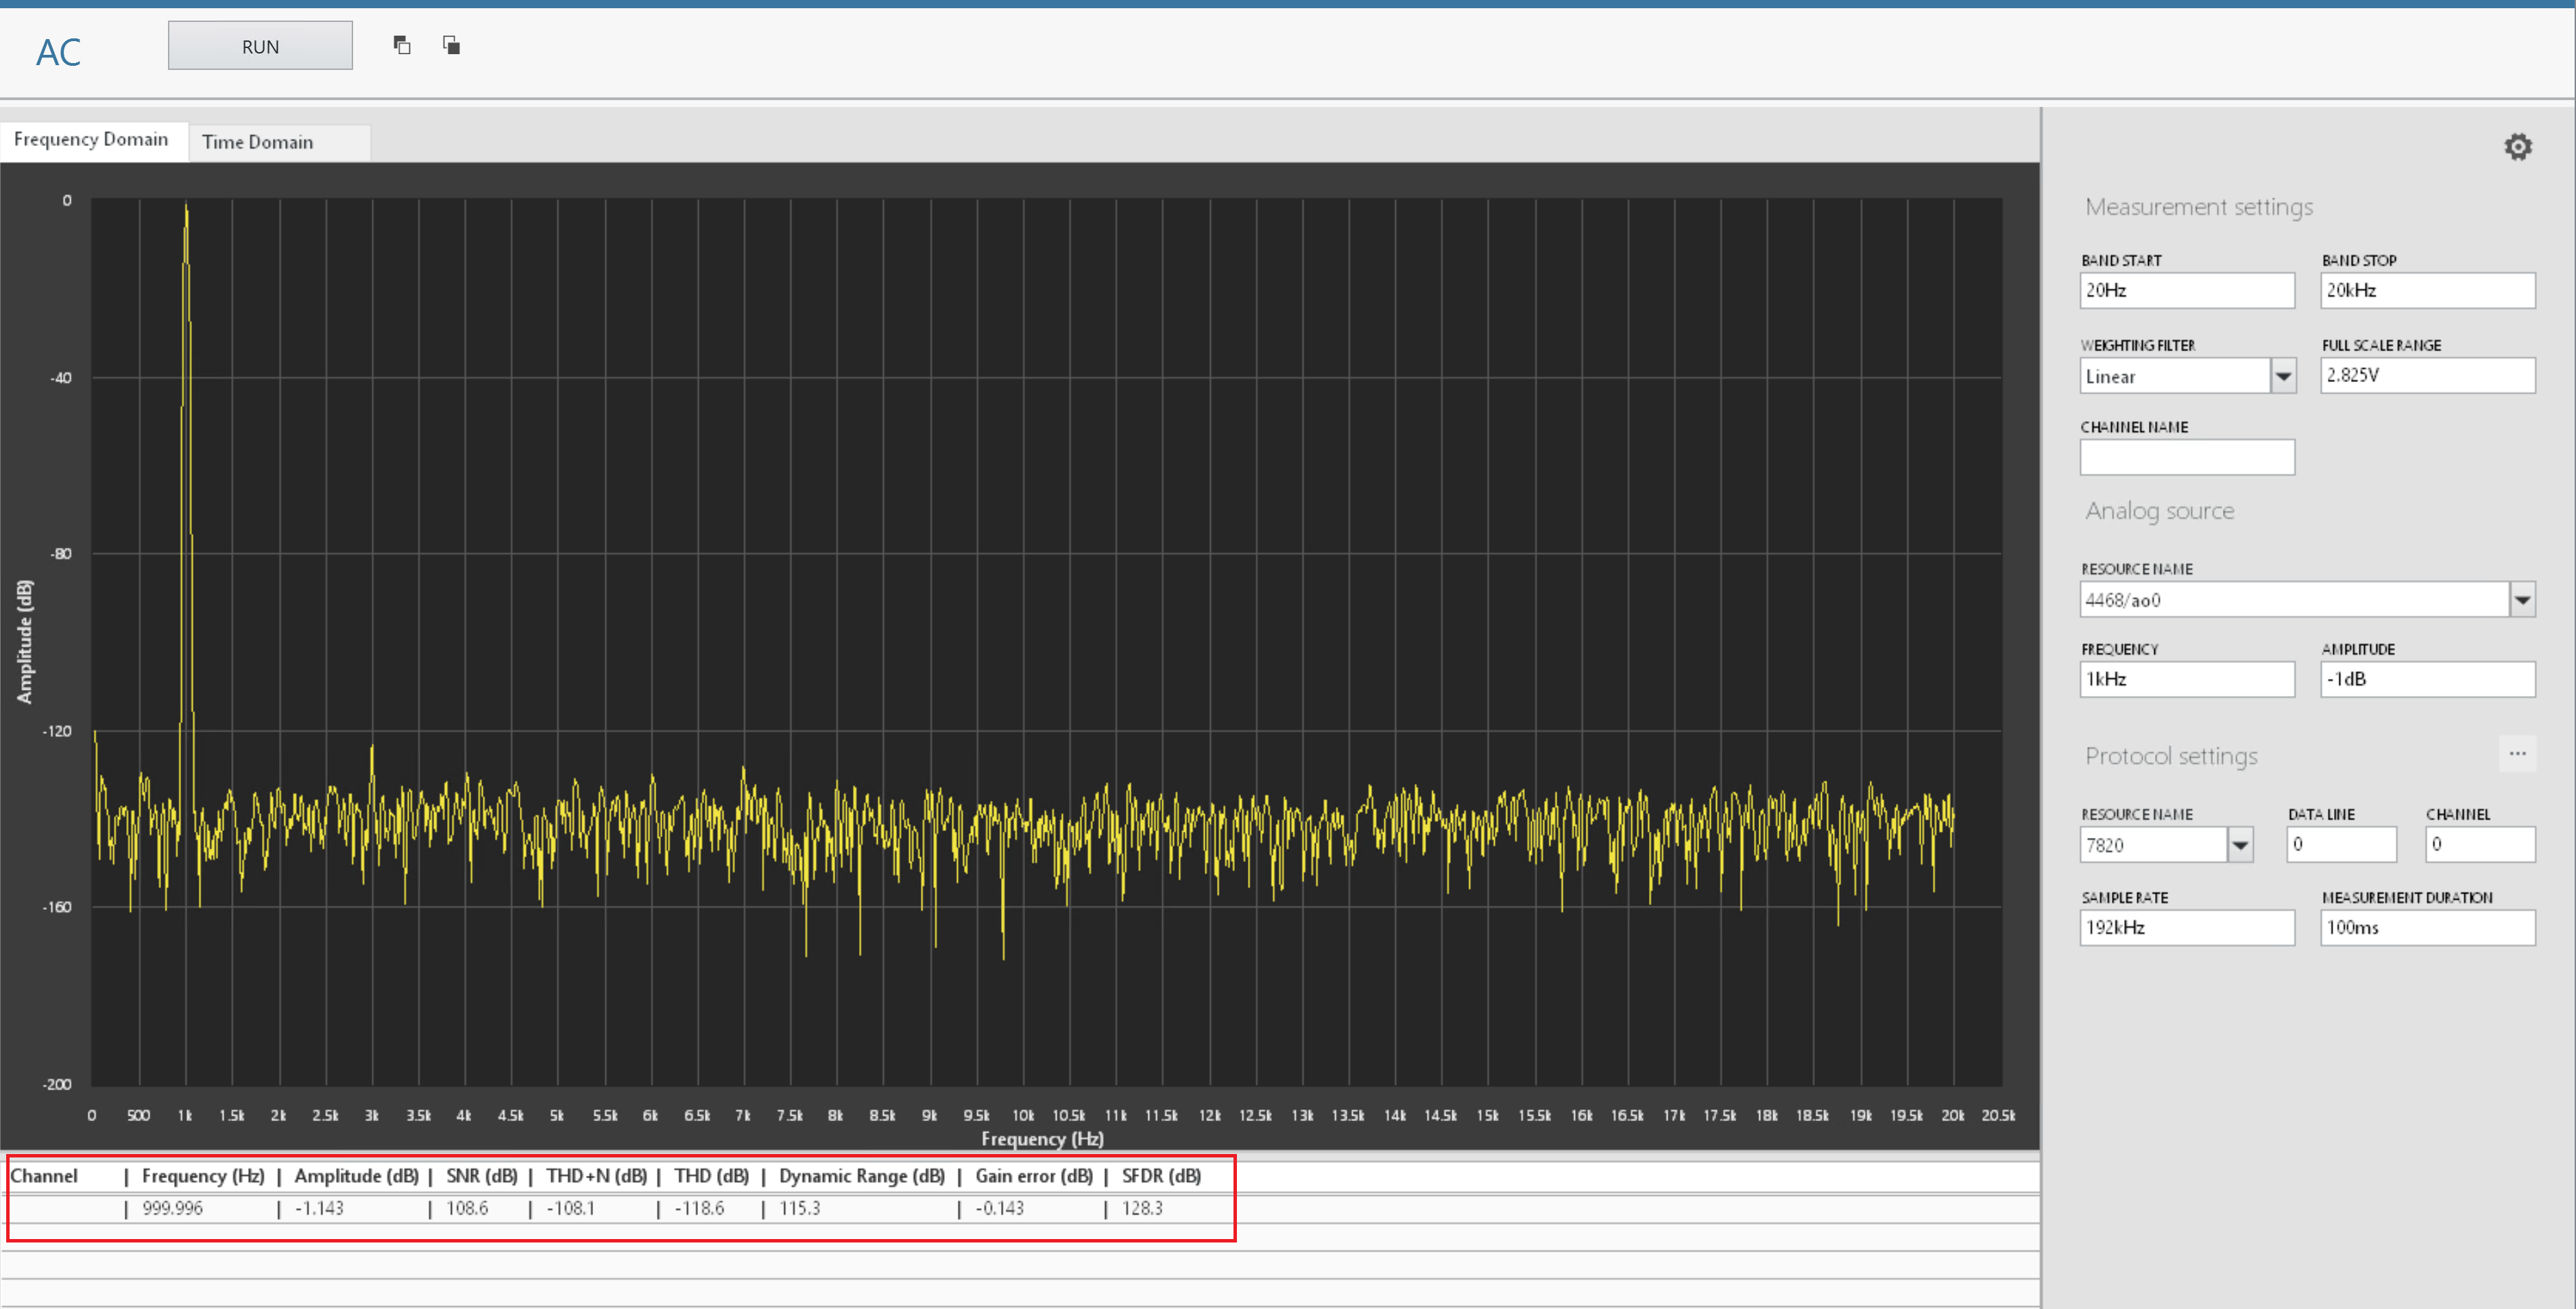 AC
RUN
Frequency Domain
Time Domain
0
-40
-80
-120
-160
-200
Amplitude (dB)
0 500 1k 1.5k 2k 2.5k 3k 3.5k 4k 4.5k 5k 5.5k 6k 6.5k 7k 7.5k 8k 8.5k 9k 9.5k 10k 10.5k 11k 11.5k 12k 12.5k 13k 13.5k 14k 14.5k 15k 15.5k 16k 16.5k 17k 17.5k 18k 18.5k 19k 19.5k 20k 20.5k
Frequency (Hz)
Channel | Frequency (Hz) | Amplitude (dB) | SNR (dB) | THD+N (dB) | THD (dB) | Dynamic Range (dB) | Gain error (dB) | SFDR (dB)
| 999.996 | -1.143 | 108.6 | -108.1 | -118.6 | 115.3 | -0.143 | 128.3
Measurement settings
BAND START BAND STOP
20Hz 20kHz
WEIGHTING FILTER FULL SCALE RANGE
Linear 2.825V
CHANNEL NAME
Analog source
RESOURCE NAME
4468/ao0
FREQUENCY AMPLITUDE
1kHz -1dB
Protocol settings ...
RESOURCE NAME DATA LINE CHANNEL
7820 0 0
SAMPLE RATE MEASUREMENT DURATION
192kHz 100ms